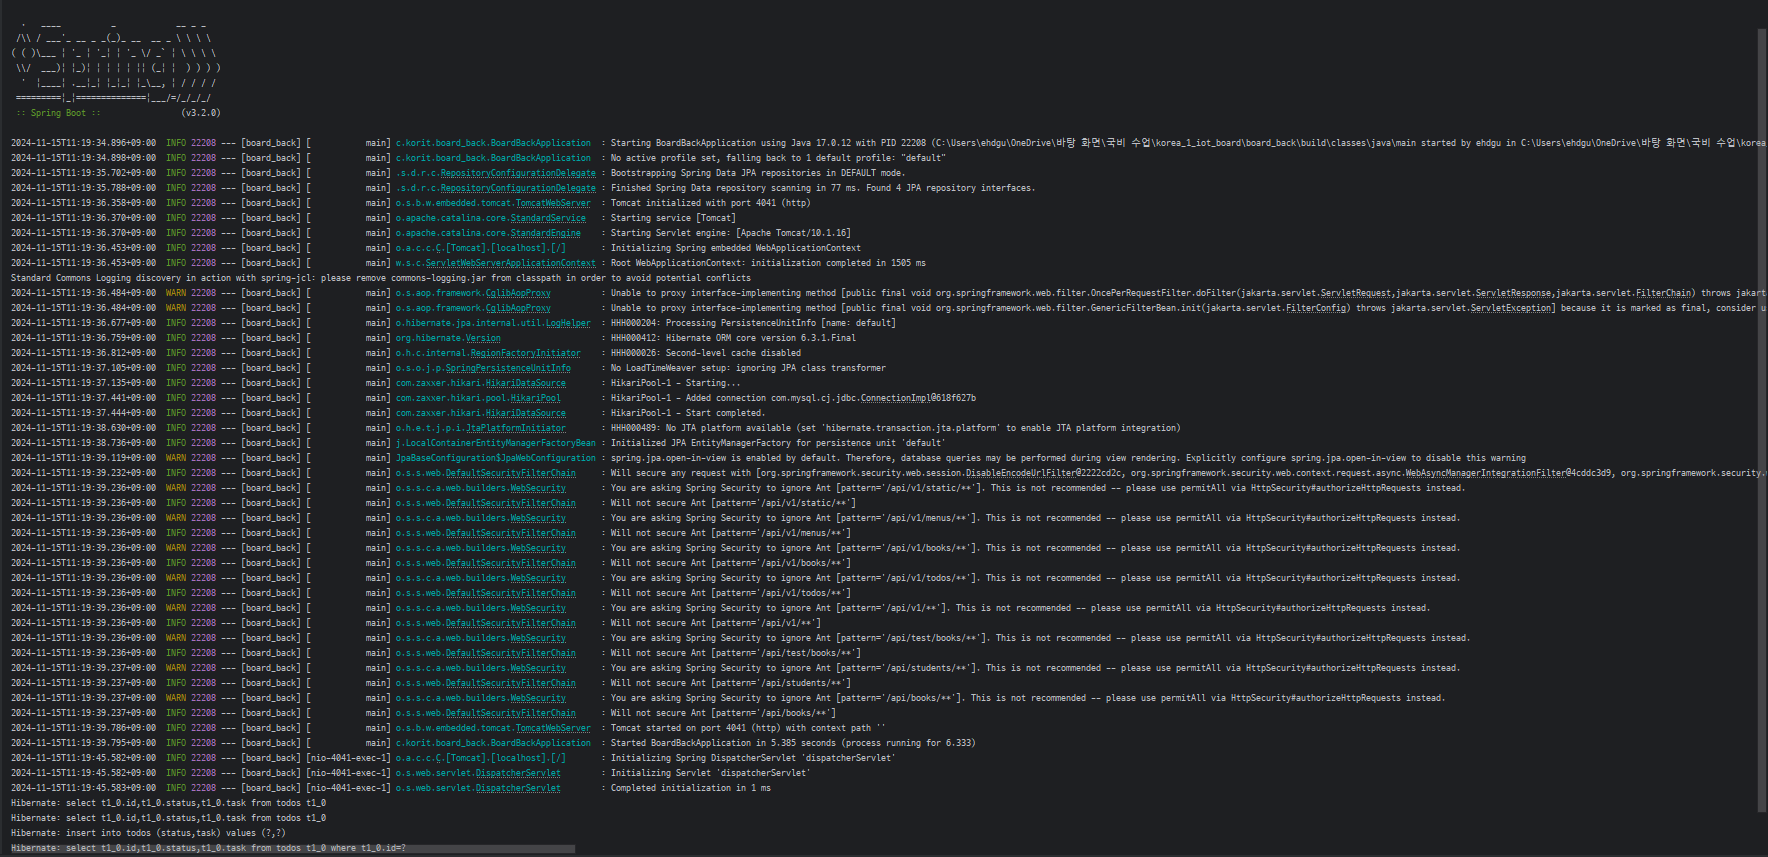 .   ____          _            __ _ _
 /\\ / ___'_ __ _ _(_)_ __  __ _ \ \ \ \
( ( )\___ | '_ | '_| | '_ \/ _` | \ \ \ \
 \\/  ___)| |_)| | | | | || (_| |  ) ) ) )
  '  |____| .__|_| |_|_| |_\__, | / / / /
 =========|_|==============|___/=/_/_/_/
 :: Spring Boot ::                (v3.2.0)
2024-11-15T11:19:34.896+09:00  INFO 22208 --- [board_back] [           main] c.korit.board_back.BoardBackApplication  : Starting BoardBackApplication using Java 17.0.12 with PID 22208 (C:\Users\ehdgu\OneDrive\바탕 화면\국비 수업\korea_1_iot_board\board_back\build\classes\java\main started by ehdgu in C:\Users\ehdgu\OneDrive\바탕 화면\국비 수업\korea_
2024-11-15T11:19:34.898+09:00  INFO 22208 --- [board_back] [           main] c.korit.board_back.BoardBackApplication  : No active profile set, falling back to 1 default profile: "default"
2024-11-15T11:19:35.702+09:00  INFO 22208 --- [board_back] [           main] .s.d.r.c.RepositoryConfigurationDelegate : Bootstrapping Spring Data JPA repositories in DEFAULT mode.
2024-11-15T11:19:35.788+09:00  INFO 22208 --- [board_back] [           main] .s.d.r.c.RepositoryConfigurationDelegate : Finished Spring Data repository scanning in 77 ms. Found 4 JPA repository interfaces.
2024-11-15T11:19:36.358+09:00  INFO 22208 --- [board_back] [           main] o.s.b.w.embedded.tomcat.TomcatWebServer  : Tomcat initialized with port 4041 (http)
2024-11-15T11:19:36.370+09:00  INFO 22208 --- [board_back] [           main] o.apache.catalina.core.StandardService   : Starting service [Tomcat]
2024-11-15T11:19:36.370+09:00  INFO 22208 --- [board_back] [           main] o.apache.catalina.core.StandardEngine    : Starting Servlet engine: [Apache Tomcat/10.1.16]
2024-11-15T11:19:36.453+09:00  INFO 22208 --- [board_back] [           main] o.a.c.c.C.[Tomcat].[localhost].[/]       : Initializing Spring embedded WebApplicationContext
2024-11-15T11:19:36.453+09:00  INFO 22208 --- [board_back] [           main] w.s.c.ServletWebServerApplicationContext : Root WebApplicationContext: initialization completed in 1505 ms
Standard Commons Logging discovery in action with spring-jcl: please remove commons-logging.jar from classpath in order to avoid potential conflicts
2024-11-15T11:19:36.484+09:00  WARN 22208 --- [board_back] [           main] o.s.aop.framework.CglibAopProxy          : Unable to proxy interface-implementing method [public final void org.springframework.web.filter.OncePerRequestFilter.doFilter(jakarta.servlet.ServletRequest,jakarta.servlet.ServletResponse,jakarta.servlet.FilterChain) throws jakart
2024-11-15T11:19:36.484+09:00  WARN 22208 --- [board_back] [           main] o.s.aop.framework.CglibAopProxy          : Unable to proxy interface-implementing method [public final void org.springframework.web.filter.GenericFilterBean.init(jakarta.servlet.FilterConfig) throws jakarta.servlet.ServletException] because it is marked as final, consider u
2024-11-15T11:19:36.677+09:00  INFO 22208 --- [board_back] [           main] o.hibernate.jpa.internal.util.LogHelper  : HHH000204: Processing PersistenceUnitInfo [name: default]
2024-11-15T11:19:36.759+09:00  INFO 22208 --- [board_back] [           main] org.hibernate.Version                    : HHH000412: Hibernate ORM core version 6.3.1.Final
2024-11-15T11:19:36.812+09:00  INFO 22208 --- [board_back] [           main] o.h.c.internal.RegionFactoryInitiator    : HHH000026: Second-level cache disabled
2024-11-15T11:19:37.105+09:00  INFO 22208 --- [board_back] [           main] o.s.o.j.p.SpringPersistenceUnitInfo      : No LoadTimeWeaver setup: ignoring JPA class transformer
2024-11-15T11:19:37.135+09:00  INFO 22208 --- [board_back] [           main] com.zaxxer.hikari.HikariDataSource       : HikariPool-1 - Starting...
2024-11-15T11:19:37.441+09:00  INFO 22208 --- [board_back] [           main] com.zaxxer.hikari.pool.HikariPool        : HikariPool-1 - Added connection com.mysql.cj.jdbc.ConnectionImpl@618f627b
2024-11-15T11:19:37.444+09:00  INFO 22208 --- [board_back] [           main] com.zaxxer.hikari.HikariDataSource       : HikariPool-1 - Start completed.
2024-11-15T11:19:38.630+09:00  INFO 22208 --- [board_back] [           main] o.h.e.t.j.p.i.JtaPlatformInitiator       : HHH000489: No JTA platform available (set 'hibernate.transaction.jta.platform' to enable JTA platform integration)
2024-11-15T11:19:38.736+09:00  INFO 22208 --- [board_back] [           main] j.LocalContainerEntityManagerFactoryBean : Initialized JPA EntityManagerFactory for persistence unit 'default'
2024-11-15T11:19:39.119+09:00  WARN 22208 --- [board_back] [           main] JpaBaseConfiguration$JpaWebConfiguration : spring.jpa.open-in-view is enabled by default. Therefore, database queries may be performed during view rendering. Explicitly configure spring.jpa.open-in-view to disable this warning
2024-11-15T11:19:39.232+09:00  INFO 22208 --- [board_back] [           main] o.s.s.web.DefaultSecurityFilterChain     : Will secure any request with [org.springframework.security.web.session.DisableEncodeUrlFilter@2222cd2c, org.springframework.security.web.context.request.async.WebAsyncManagerIntegrationFilter@4cddc3d9, org.springframework.security.
2024-11-15T11:19:39.236+09:00  WARN 22208 --- [board_back] [           main] o.s.s.c.a.web.builders.WebSecurity       : You are asking Spring Security to ignore Ant [pattern='/api/v1/static/**']. This is not recommended -- please use permitAll via HttpSecurity#authorizeHttpRequests instead.
2024-11-15T11:19:39.236+09:00  INFO 22208 --- [board_back] [           main] o.s.s.web.DefaultSecurityFilterChain     : Will not secure Ant [pattern='/api/v1/static/**']
2024-11-15T11:19:39.236+09:00  WARN 22208 --- [board_back] [           main] o.s.s.c.a.web.builders.WebSecurity       : You are asking Spring Security to ignore Ant [pattern='/api/v1/menus/**']. This is not recommended -- please use permitAll via HttpSecurity#authorizeHttpRequests instead.
2024-11-15T11:19:39.236+09:00  INFO 22208 --- [board_back] [           main] o.s.s.web.DefaultSecurityFilterChain     : Will not secure Ant [pattern='/api/v1/menus/**']
2024-11-15T11:19:39.236+09:00  WARN 22208 --- [board_back] [           main] o.s.s.c.a.web.builders.WebSecurity       : You are asking Spring Security to ignore Ant [pattern='/api/v1/books/**']. This is not recommended -- please use permitAll via HttpSecurity#authorizeHttpRequests instead.
2024-11-15T11:19:39.236+09:00  INFO 22208 --- [board_back] [           main] o.s.s.web.DefaultSecurityFilterChain     : Will not secure Ant [pattern='/api/v1/books/**']
2024-11-15T11:19:39.236+09:00  WARN 22208 --- [board_back] [           main] o.s.s.c.a.web.builders.WebSecurity       : You are asking Spring Security to ignore Ant [pattern='/api/v1/todos/**']. This is not recommended -- please use permitAll via HttpSecurity#authorizeHttpRequests instead.
2024-11-15T11:19:39.236+09:00  INFO 22208 --- [board_back] [           main] o.s.s.web.DefaultSecurityFilterChain     : Will not secure Ant [pattern='/api/v1/todos/**']
2024-11-15T11:19:39.236+09:00  WARN 22208 --- [board_back] [           main] o.s.s.c.a.web.builders.WebSecurity       : You are asking Spring Security to ignore Ant [pattern='/api/v1/**']. This is not recommended -- please use permitAll via HttpSecurity#authorizeHttpRequests instead.
2024-11-15T11:19:39.236+09:00  INFO 22208 --- [board_back] [           main] o.s.s.web.DefaultSecurityFilterChain     : Will not secure Ant [pattern='/api/v1/**']
2024-11-15T11:19:39.236+09:00  WARN 22208 --- [board_back] [           main] o.s.s.c.a.web.builders.WebSecurity       : You are asking Spring Security to ignore Ant [pattern='/api/test/books/**']. This is not recommended -- please use permitAll via HttpSecurity#authorizeHttpRequests instead.
2024-11-15T11:19:39.236+09:00  INFO 22208 --- [board_back] [           main] o.s.s.web.DefaultSecurityFilterChain     : Will not secure Ant [pattern='/api/test/books/**']
2024-11-15T11:19:39.237+09:00  WARN 22208 --- [board_back] [           main] o.s.s.c.a.web.builders.WebSecurity       : You are asking Spring Security to ignore Ant [pattern='/api/students/**']. This is not recommended -- please use permitAll via HttpSecurity#authorizeHttpRequests instead.
2024-11-15T11:19:39.237+09:00  INFO 22208 --- [board_back] [           main] o.s.s.web.DefaultSecurityFilterChain     : Will not secure Ant [pattern='/api/students/**']
2024-11-15T11:19:39.237+09:00  WARN 22208 --- [board_back] [           main] o.s.s.c.a.web.builders.WebSecurity       : You are asking Spring Security to ignore Ant [pattern='/api/books/**']. This is not recommended -- please use permitAll via HttpSecurity#authorizeHttpRequests instead.
2024-11-15T11:19:39.237+09:00  INFO 22208 --- [board_back] [           main] o.s.s.web.DefaultSecurityFilterChain     : Will not secure Ant [pattern='/api/books/**']
2024-11-15T11:19:39.786+09:00  INFO 22208 --- [board_back] [           main] o.s.b.w.embedded.tomcat.TomcatWebServer  : Tomcat started on port 4041 (http) with context path ''
2024-11-15T11:19:39.795+09:00  INFO 22208 --- [board_back] [           main] c.korit.board_back.BoardBackApplication  : Started BoardBackApplication in 5.385 seconds (process running for 6.333)
2024-11-15T11:19:45.582+09:00  INFO 22208 --- [board_back] [nio-4041-exec-1] o.a.c.c.C.[Tomcat].[localhost].[/]       : Initializing Spring DispatcherServlet 'dispatcherServlet'
2024-11-15T11:19:45.582+09:00  INFO 22208 --- [board_back] [nio-4041-exec-1] o.s.web.servlet.DispatcherServlet        : Initializing Servlet 'dispatcherServlet'
2024-11-15T11:19:45.583+09:00  INFO 22208 --- [board_back] [nio-4041-exec-1] o.s.web.servlet.DispatcherServlet        : Completed initialization in 1 ms
Hibernate: select t1_0.id,t1_0.status,t1_0.task from todos t1_0
Hibernate: select t1_0.id,t1_0.status,t1_0.task from todos t1_0
Hibernate: insert into todos (status,task) values (?,?)
Hibernate: select t1_0.id,t1_0.status,t1_0.task from todos t1_0 where t1_0.id=?